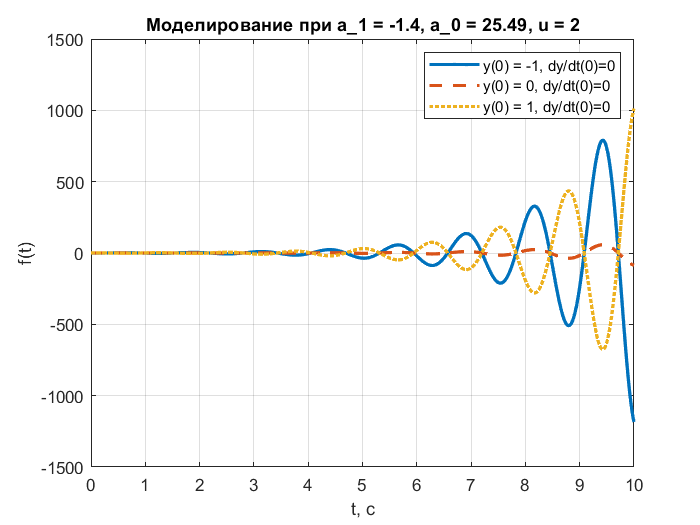 Моделирование при a_1 = -1.4, a_0 = 25.49, u = 2
y(0) = -1, dy/dt(0)=0
y(0) = 0, dy/dt(0)=0
y(0) = 1, dy/dt(0)=0
f(t)
1500
1000
500
0
-500
-1000
-1500
0 1 2 3 4 5 6 7 8 9 10
t, c